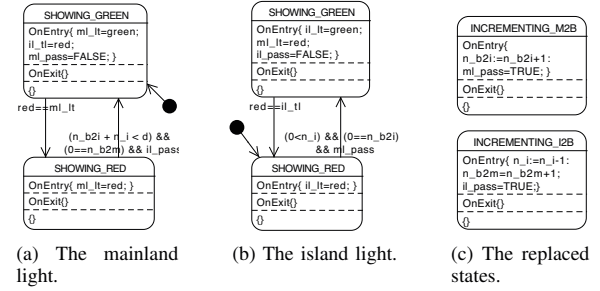 SHOWING_GREEN
OnEntry{ ml_lt=green;
il_tl=red;
ml_pass=FALSE; }
OnExit{}
{}
red==ml_lt
(n_b2i + n_i < d) &&
(0==n_b2m) && il_pass
SHOWING_RED
OnEntry{ ml_lt=red; }
OnExit{}
{}
(a) The mainland
light.
SHOWING_GREEN
OnEntry{ il_lt=green;
ml_lt=red;
il_pass=FALSE; }
OnExit{}
{}
red==il_tl
(0<n_i) && (0==n_b2i)
&& ml_pass
SHOWING_RED
OnEntry{ il_lt=red; }
OnExit{}
{}
(b) The island light.
INCREMENTING_M2B
OnEntry{
n_b2i:=n_b2i+1:
ml_pass=TRUE; }
OnExit{}
{}
INCREMENTING_I2B
OnEntry{ n_i:=n_i-1:
n_b2m=n_b2m+1;
il_pass=TRUE;}
OnExit{}
{}
(c) The replaced
states.